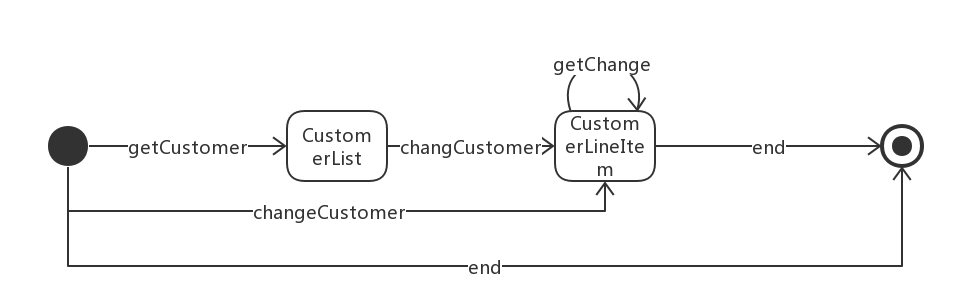 getChange
getCustomer
Custom
erList
changCustomer
Custom
erLineIte
m
end
changeCustomer
end